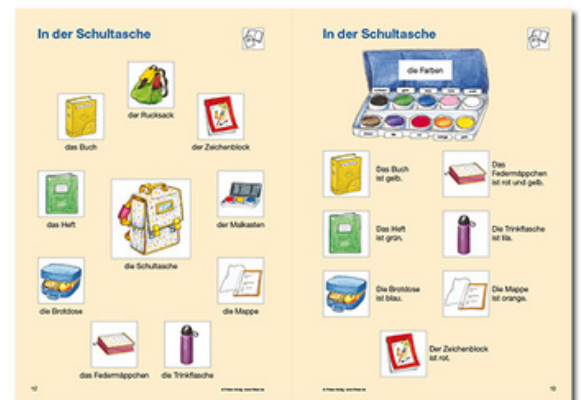 In der Schultasche
der Rucksack
das Buch
der Zeichenblock
das Heft
der Malkasten
die Schultasche
die Brotdose
die Mappe
das Federmäppchen
die Trinkflasche
12
In der Schultasche
die Farben
Das Buch
ist gelb.
Das
Federmäppchen
ist rot und gelb.
Das Heft
ist grün.
Die Trinkflasche
ist lila.
Die Brotdose
ist blau.
Die Mappe
ist orange.
Der Zeichenblock
ist rot.
13